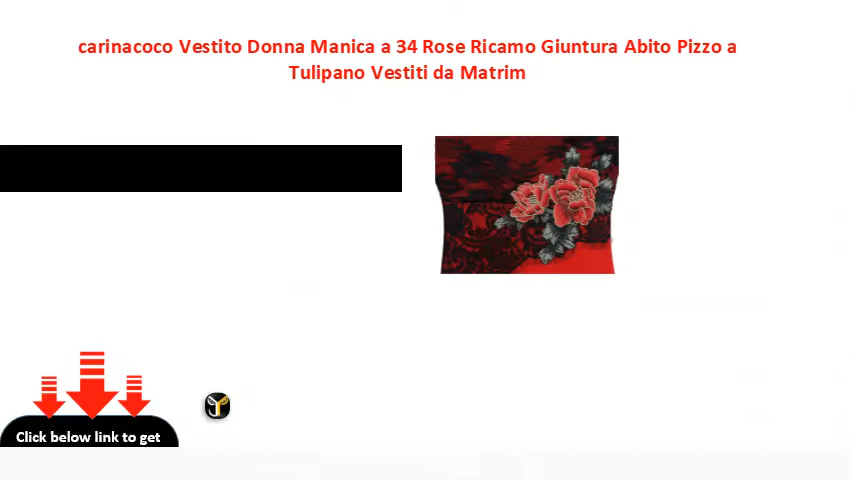 carinacoco Vestito Donna Manica a 34 Rose Ricamo Giuntura Abito Pizzo a
Tulipano Vestiti da Matrim
Click below link to get